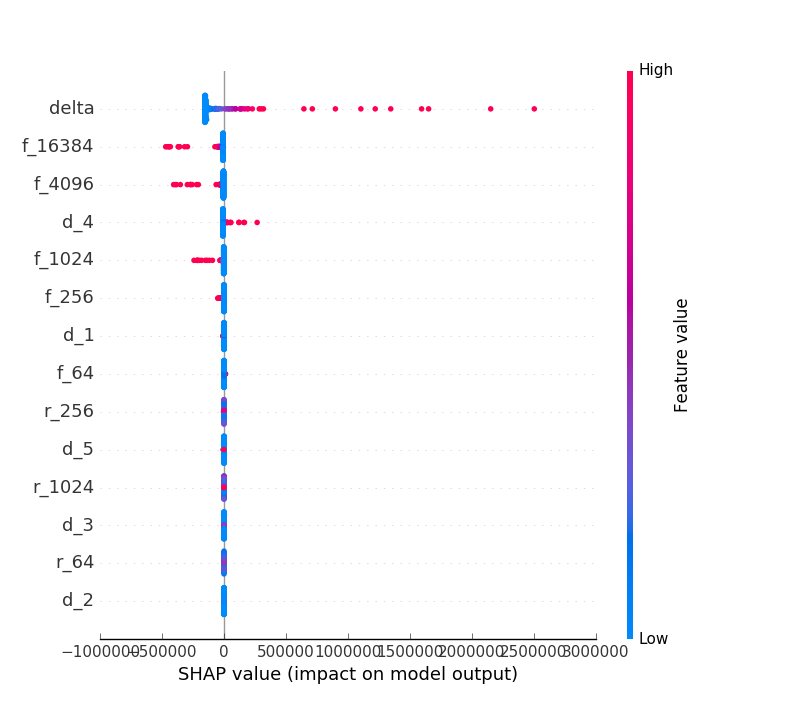 High
delta
f_16384
f_4096
d_4
f_1024
f_256
d_1
f_64
r_256
d_5
r_1024
d_3
r_64
d_2
Feature value
Low
−1000000 −500000 0 500000 1000000 1500000 2000000 2500000 3000000
SHAP value (impact on model output)